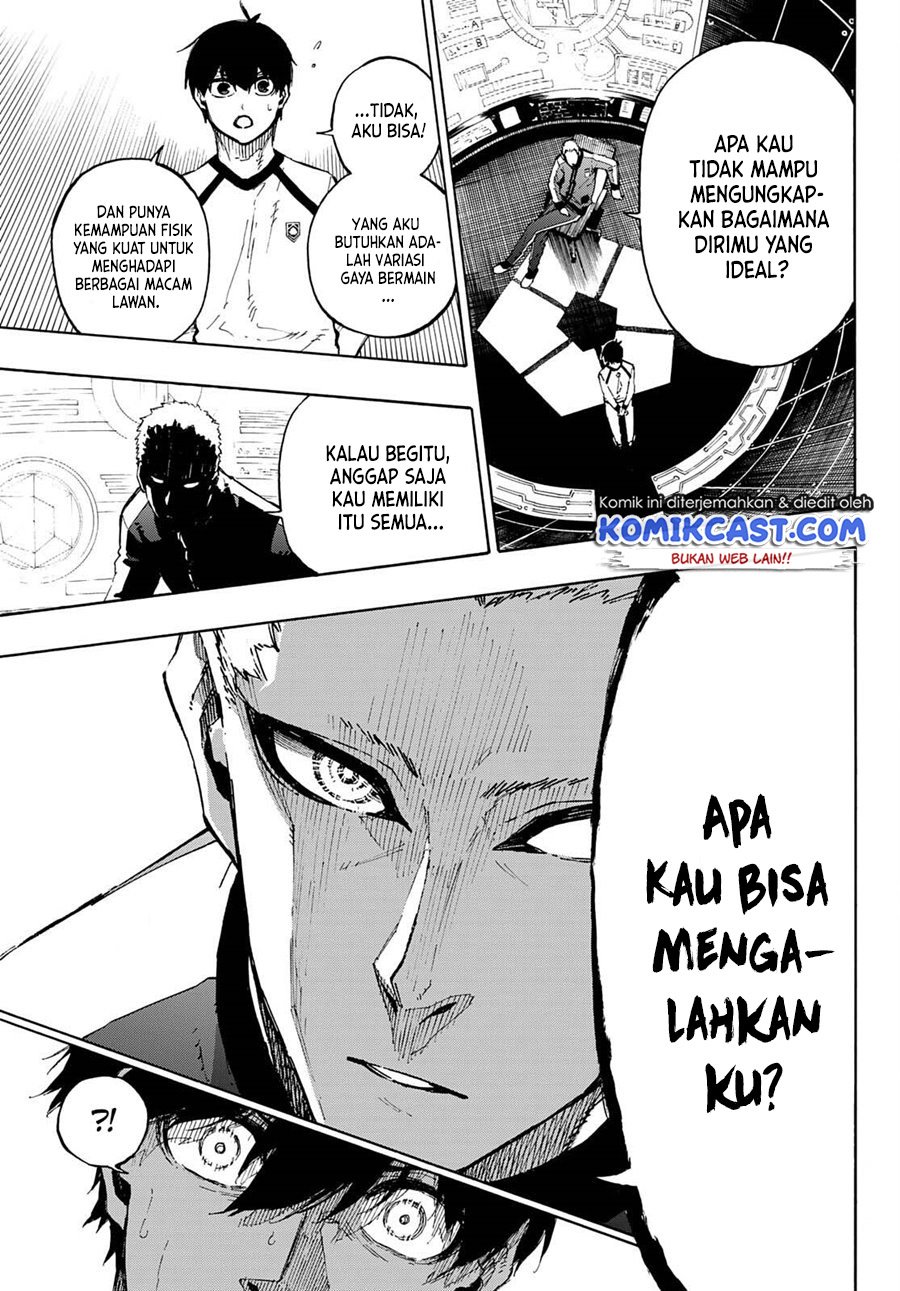 APA KAU
TIDAK MAMPU
MENGUNGKAP-
KAN BAGAIMANA
DIRIMU YANG
IDEAL?
...TIDAK,
AKU BISA!
YANG AKU
BUTUHKAN ADA-
LAH VARIASI
GAYA BERMAIN
...
DAN PUNYA
KEMAMPUAN FISIK
YANG KUAT UNTUK
MENGHADAPI
BERBAGAI MACAM
LAWAN.
KALAU BEGITU,
ANGGAP SAJA
KAU MEMILIKI
ITU SEMUA...
Komik ini diterjemahkan & diedit oleh
KOMIKCAST.COM
BUKAN WEB LAIN!!
APA
KAU BISA
MENGA-
LAHKAN
KU?
?!